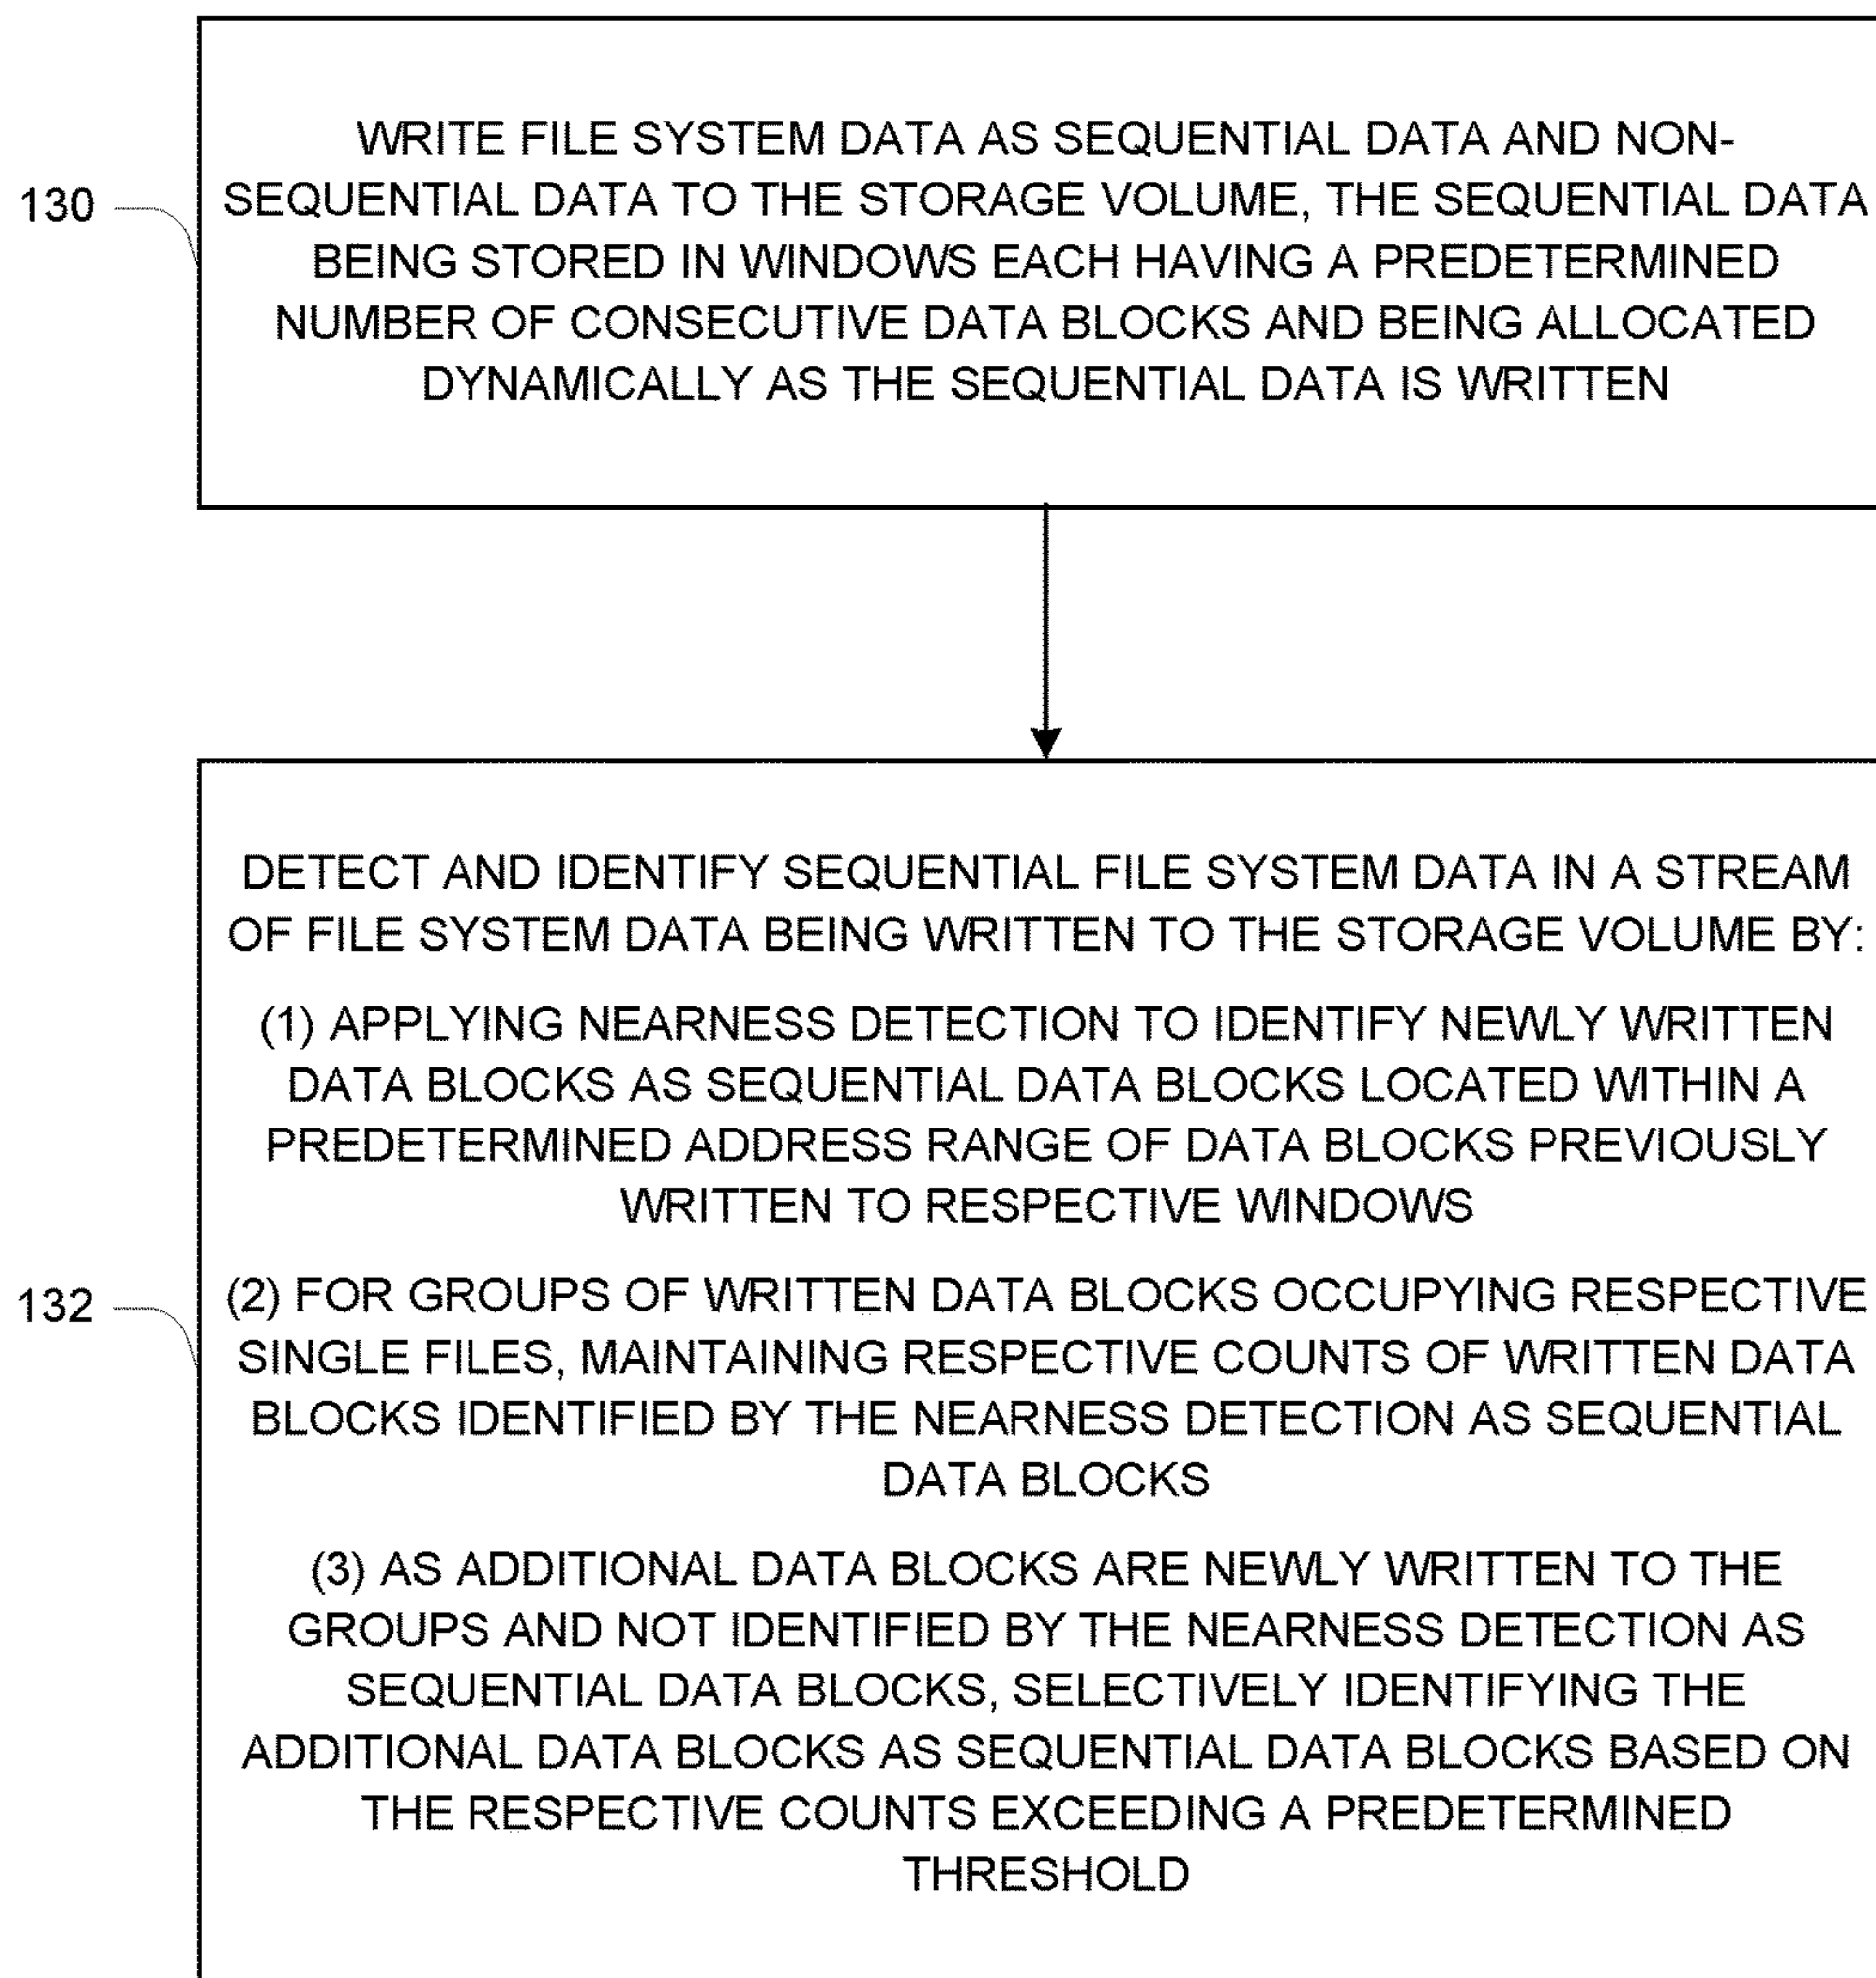 WRITE FILE SYSTEM DATA AS SEQUENTIAL DATA AND NON-
SEQUENTIAL DATA TO THE STORAGE VOLUME, THE SEQUENTIAL DATA
BEING STORED IN WINDOWS EACH HAVING A PREDETERMINED
NUMBER OF CONSECUTIVE DATA BLOCKS AND BEING ALLOCATED
DYNAMICALLY AS THE SEQUENTIAL DATA IS WRITTEN
130
DETECT AND IDENTIFY SEQUENTIAL FILE SYSTEM DATA IN A STREAM
OF FILE SYSTEM DATA BEING WRITTEN TO THE STORAGE VOLUME BY:
(1) APPLYING NEARNESS DETECTION TO IDENTIFY NEWLY WRITTEN
DATA BLOCKS AS SEQUENTIAL DATA BLOCKS LOCATED WITHIN A
PREDETERMINED ADDRESS RANGE OF DATA BLOCKS PREVIOUSLY
WRITTEN TO RESPECTIVE WINDOWS
(2) FOR GROUPS OF WRITTEN DATA BLOCKS OCCUPYING RESPECTIVE
SINGLE FILES, MAINTAINING RESPECTIVE COUNTS OF WRITTEN DATA
BLOCKS IDENTIFIED BY THE NEARNESS DETECTION AS SEQUENTIAL
DATA BLOCKS
132
(3) AS ADDITIONAL DATA BLOCKS ARE NEWLY WRITTEN TO THE
GROUPS AND NOT IDENTIFIED BY THE NEARNESS DETECTION AS
SEQUENTIAL DATA BLOCKS, SELECTIVELY IDENTIFYING THE
ADDITIONAL DATA BLOCKS AS SEQUENTIAL DATA BLOCKS BASED ON
THE RESPECTIVE COUNTS EXCEEDING A PREDETERMINED
THRESHOLD